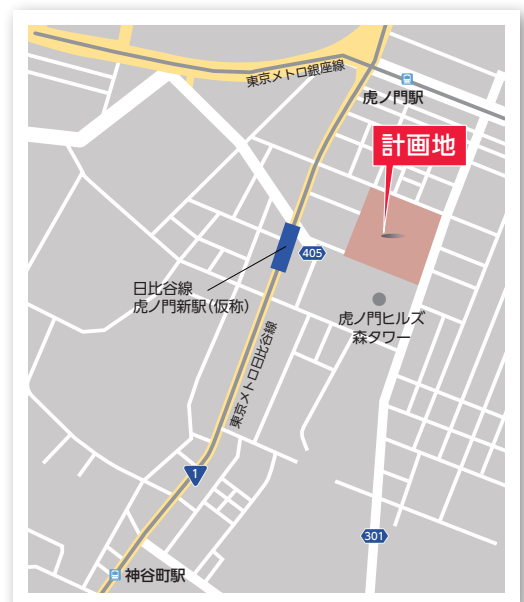 東京メトロ銀座線
虎ノ門駅
計画地
405
日比谷線
虎ノ門新駅(仮称)
虎ノ門ヒルズ
森タワー
東京メトロ日比谷線
1
301
神谷町駅